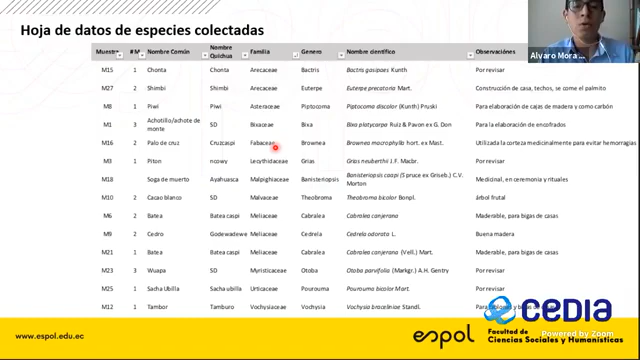 Hoja de datos de especies colectadas
Alvaro Mora
Muestra # M Nombre Común Nombre Quichua Familia Genero Nombre científico Observaciónes
M15 1 Chonta Chonta Arecaceae Bactris Bactris gasipaes Kunth Por revisar
M27 2 Shimbi Shimbi Arecaceae Euterpe Euterpe precatoria Mart. Construcción de casa, techos, se come el palmito
M8 1 Piwi Piwi Asteraceae Piptocoma Piptocoma discolor (Kunth) Pruski Para elaboración de cajas de madera y como carbón
M1 3 Achotillo/achote de monte SD Bixaceae Bixa Bixa platycarpa Ruiz & Pavon ex G. Don Para la elaboración de encofrados
M16 2 Palo de cruz Cruzcaspi Fabaceae Brownea Brownea macrophylla hort. ex Mast. Utilizada la corteza medicinalmente para evitar hemorragias
M3 1 Piton ncowy Lecythidaceae Grias Grias neuberthii J.F. Macbr. Por revisar
M18 Soga de muerto Ayahuasca Malpighiaceae Banisteriopsis Banisteriopsis caapi (Spruce ex Griseb.) C.V. Morton Medicinal, en ceremonia y rituales
M10 2 Cacao blanco SD Malvaceae Theobroma Theobroma bicolor Bonpl. árbol frutal
M6 2 Batea Batea caspi Meliaceae Cabralea Cabralea canjerana Maderable, para bigas de casas
M9 2 Cedro Godewadewe Meliaceae Cedrela Cedrela odorata L. Buena madera
M21 1 Batea Batea caspi Meliaceae Cabralea Cabralea canjerana (Vell.) Mart. Maderable, para bigas de casas
M23 3 Wuapa SD Myristicaceae Otoba Otoba parvifolia (Markgr.) A.H. Gentry Por revisar
M25 1 Sacha Ubilla Sacha ubilla Urticaceae Pourouma Pourouma bicolor Mart. Por revisar
M12 1 Tambor Tamburo Vochysiaceae Vochysia Vochysia braceliniae Standl. Para
cedia
www.espol.edu.ec
espol
Facultad de
Ciencias Sociales y Humanísticas
Powered by Zoom